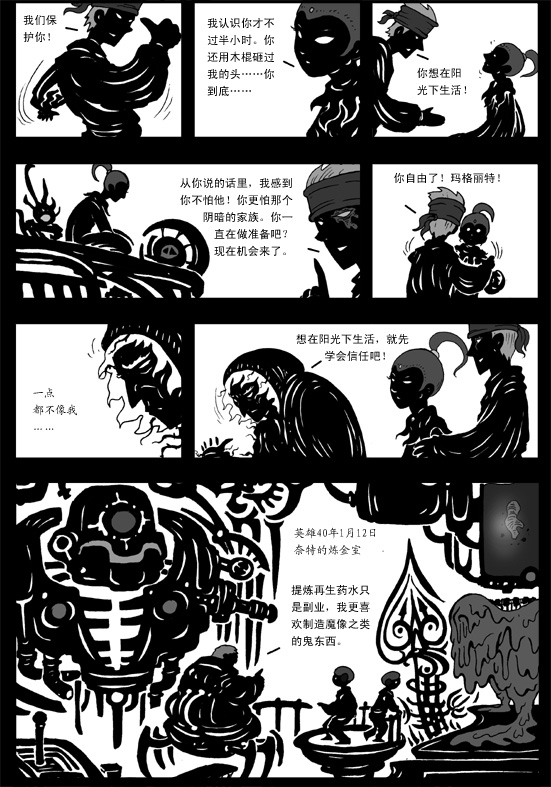 我们保
护你！
我认识你才不
过半小时。你
还用木棍砸过
我的头……你
到底……
你想在阳
光下生活！
从你说的话里，我感到
你不怕他！你更怕那个
阴暗的家族。你一
直在做准备吧？
现在机会来了。
你自由了！玛格丽特！
一点
都不像我
……
想在阳光下生活，就先
学会信任吧！
英雄40年1月12日
奈特的炼金室
提炼再生药水只
是副业，我更喜
欢制造魔像之类
的鬼东西。